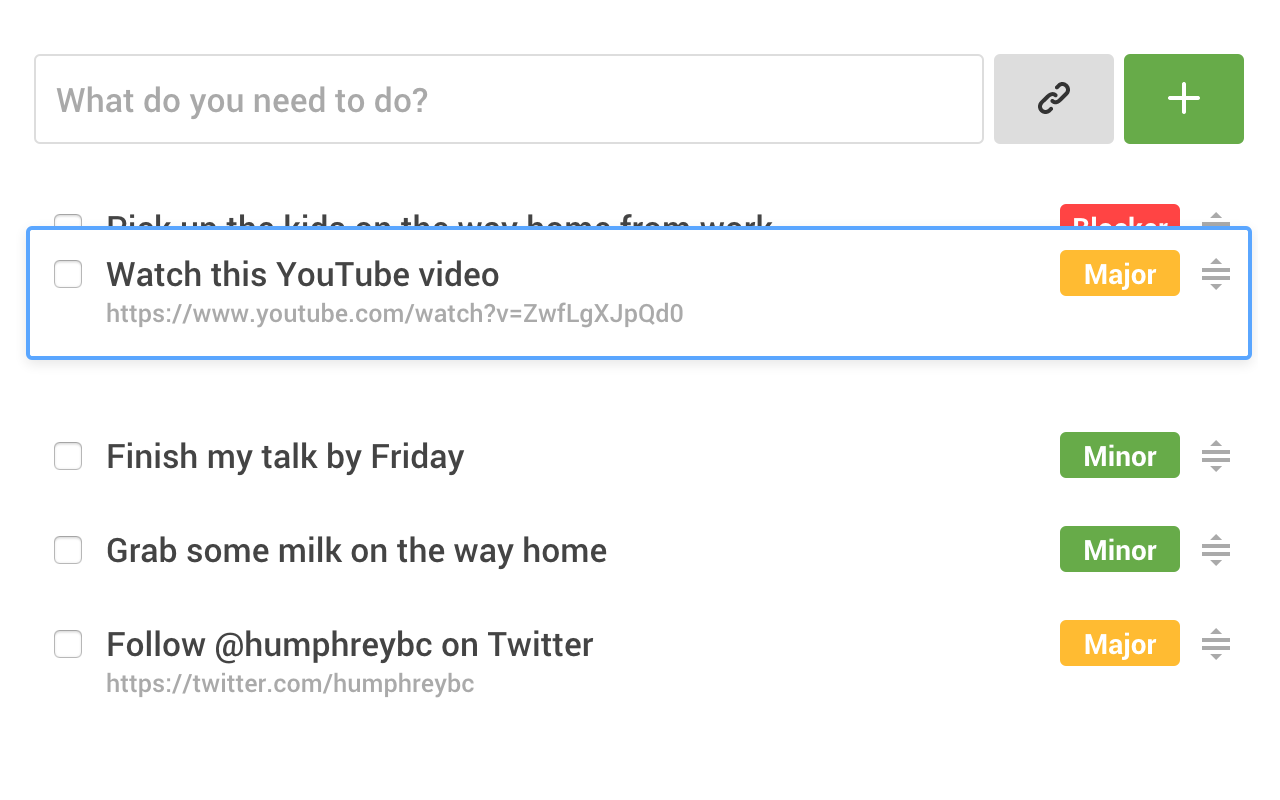 What do you need to do?
Pick up the kids on the way home from work
Blocker
Watch this YouTube video
Major
https://www.youtube.com/watch?v=ZwfLgXJpQd0
Finish my talk by Friday
Minor
Grab some milk on the way home
Minor
Follow @humphreybc on Twitter
Major
https://twitter.com/humphreybc